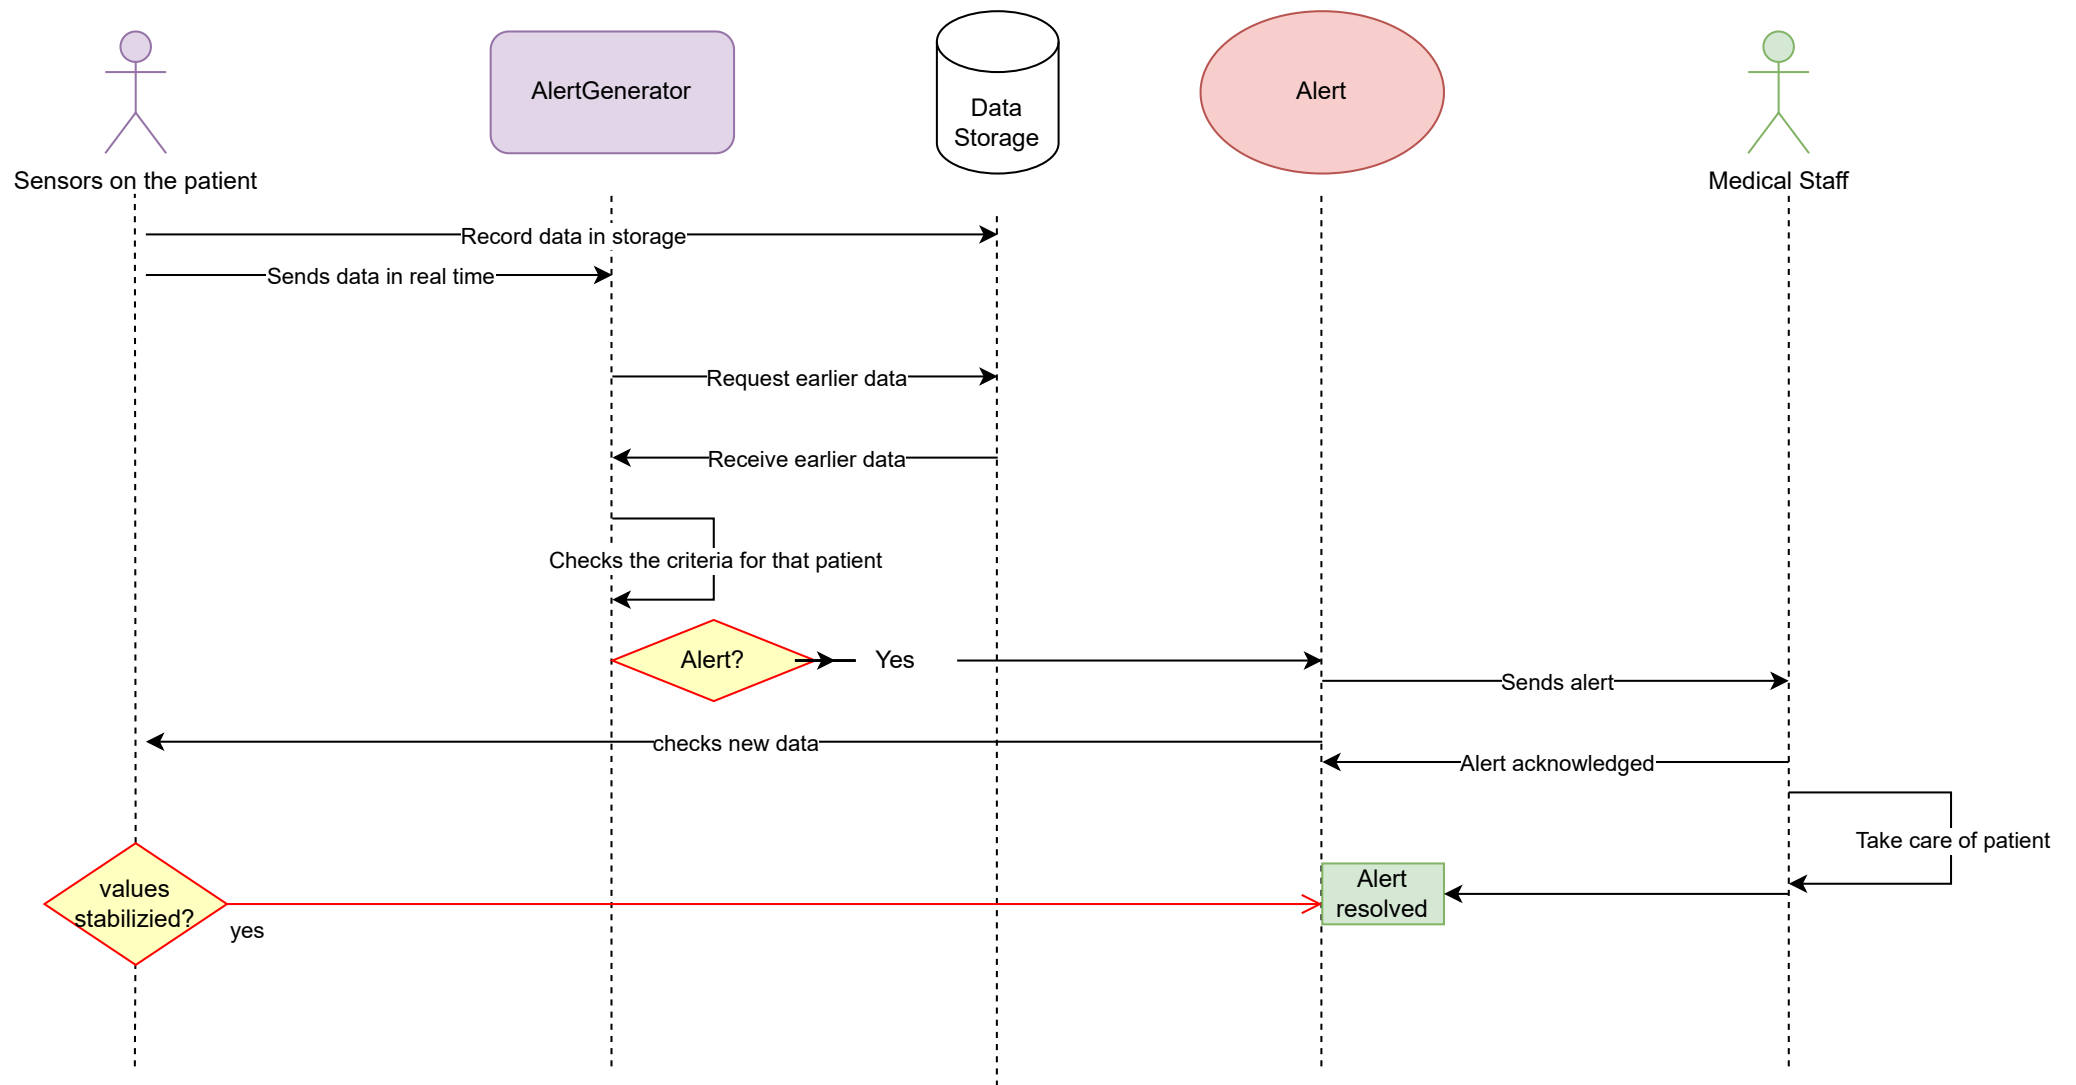 AlertGenerator
Data
Storage
Alert
Sensors on the patient
Medical Staff
Record data in storage
Sends data in real time
Request earlier data
Receive earlier data
Checks the criteria for that patient
Alert?
Yes
Sends alert
checks new data
Alert acknowledged
Take care of patient
values
stabilizied?
yes
Alert
resolved